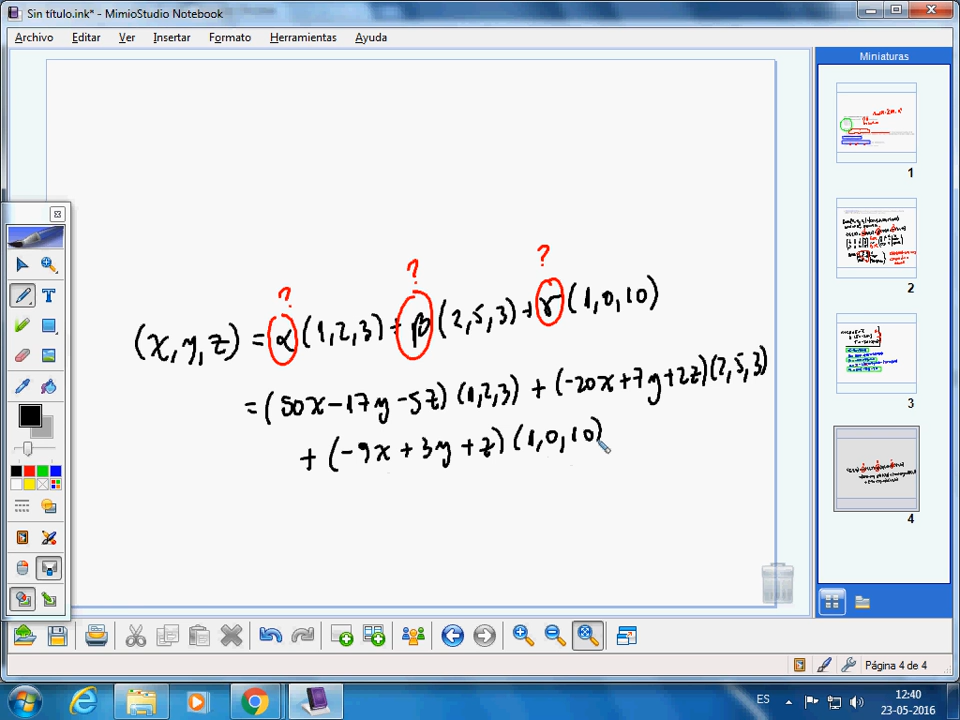 Sin título.ink* - MimioStudio Notebook
Archivo Editar Ver Insertar Formato Herramientas Ayuda
Miniaturas
? ? ?
(x, y, z) = α (1, 2, 3) + β (2, 5, 3) + γ (1, 0, 10)
= (50x - 17y - 5z) (1, 2, 3) + (-20x + 7y + 2z) (2, 5, 3)
+ (-9x + 3y + z) (1, 0, 10)
1
2
3
4
Página 4 de 4
ES
12:40
23-05-2016